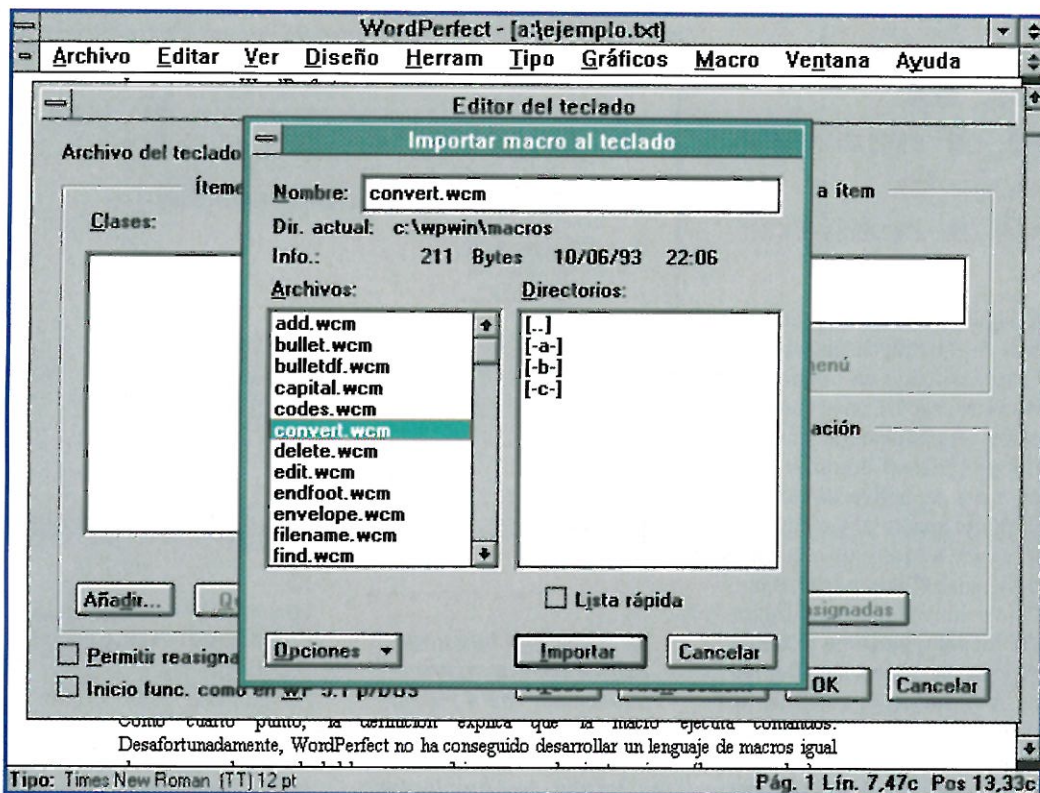 WordPerfect - [a:\ejemplo.txt]
Archivo Editar Ver Diseño Herram Tipo Gráficos Macro Ventana Ayuda
Editor del teclado
Importar macro al teclado
Archivo del teclado
Nombre: convert.wcm
a ítem
Clases:
Dir. actual: c:\wpwin\macros
Info.: 211 Bytes 10/06/93 22:06
Archivos: Directorios:
add.wcm [..]
bullet.wcm [-a-]
bulletdf.wcm [-b-]
capital.wcm [-c-]
codes.wcm
convert.wcm
delete.wcm
edit.wcm
endfoot.wcm
envelope.wcm
filename.wcm
find.wcm
Añadir...
Lista rápida
Opciones Importar Cancelar
Permitir reasigna
Inicio func. como en WP 5.1 p/DOS
OK Cancelar
Como cuarto punto, la definición explica que la macro ejecuta comandos.
Desafortunadamente, WordPerfect no ha conseguido desarrollar un lenguaje de macros igual
Tipo: Times New Roman (TT) 12 pt Pág. 1 Lín. 7,47c Pos 13,33c